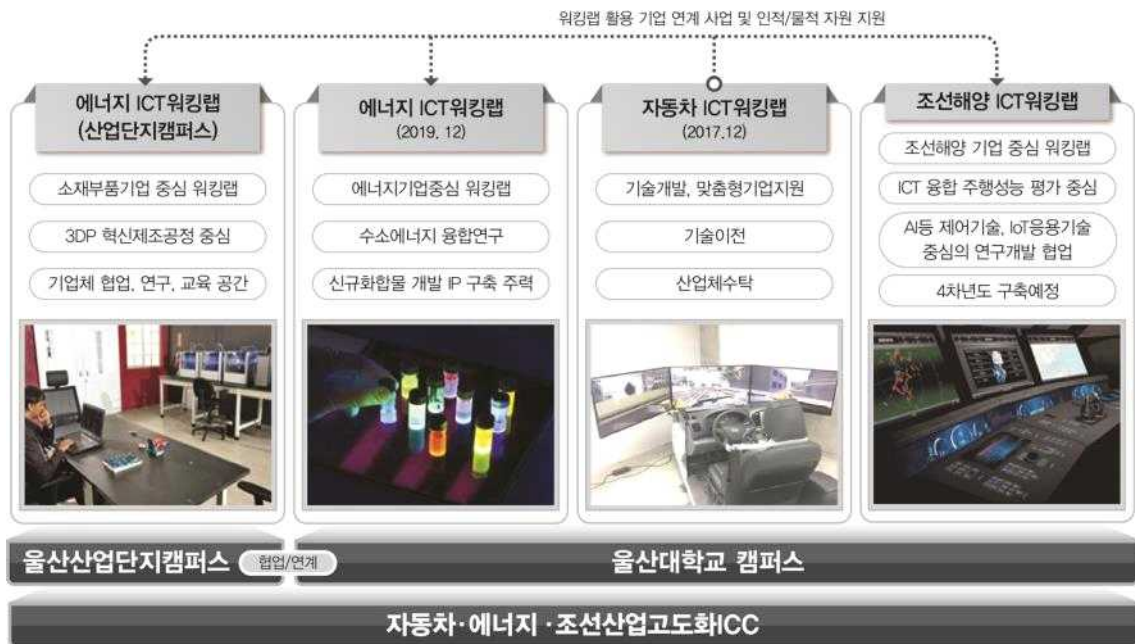 워킹랩 활용 기업 연계 사업 및 인적/물적 자원 지원
에너지 ICT워킹랩
(산업단지캠퍼스)
소재부품기업 중심 워킹랩
3DP 혁신제조공정 중심
기업체 협업, 연구, 교육 공간
에너지 ICT워킹랩
(2019. 12)
에너지기업중심 워킹랩
수소에너지 융합연구
신규화합물 개발 IP 구축 주력
자동차 ICT워킹랩
(2017.12)
기술개발, 맞춤형기업지원
기술이전
산업체수탁
조선해양 ICT워킹랩
조선해양 기업 중심 워킹랩
ICT 융합 주행성능 평가 중심
AI등 제어기술, IoT응용기술
중심의 연구개발 협업
4차년도 구축예정
울산산업단지캠퍼스
협업/연계
울산대학교 캠퍼스
자동차·에너지·조선산업고도화ICC